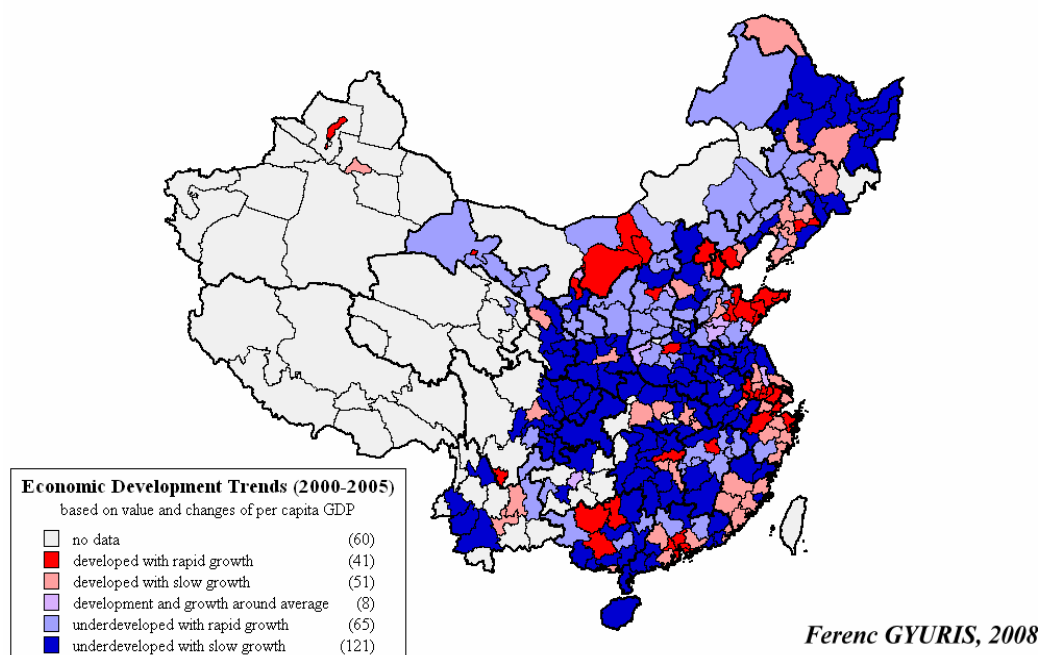 Economic Development Trends (2000-2005)
based on value and changes of per capita GDP
no data (60)
developed with rapid growth (41)
developed with slow growth (51)
development and growth around average (8)
underdeveloped with rapid growth (65)
underdeveloped with slow growth (121)
Ferenc GYURIS, 2008